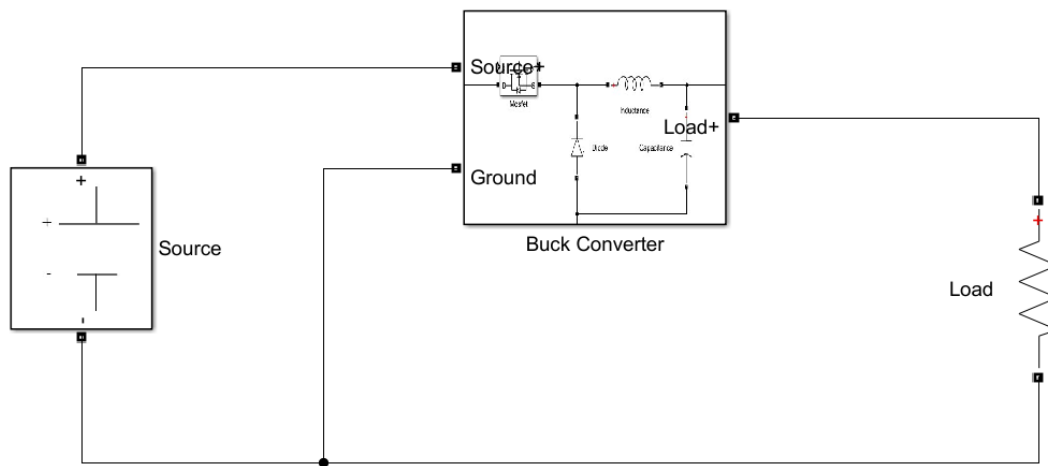 Source+
Mosfet
Inductance
Load+
Diode
Capacitance
Ground
Buck Converter
+
+
-
-
Source
+
Load